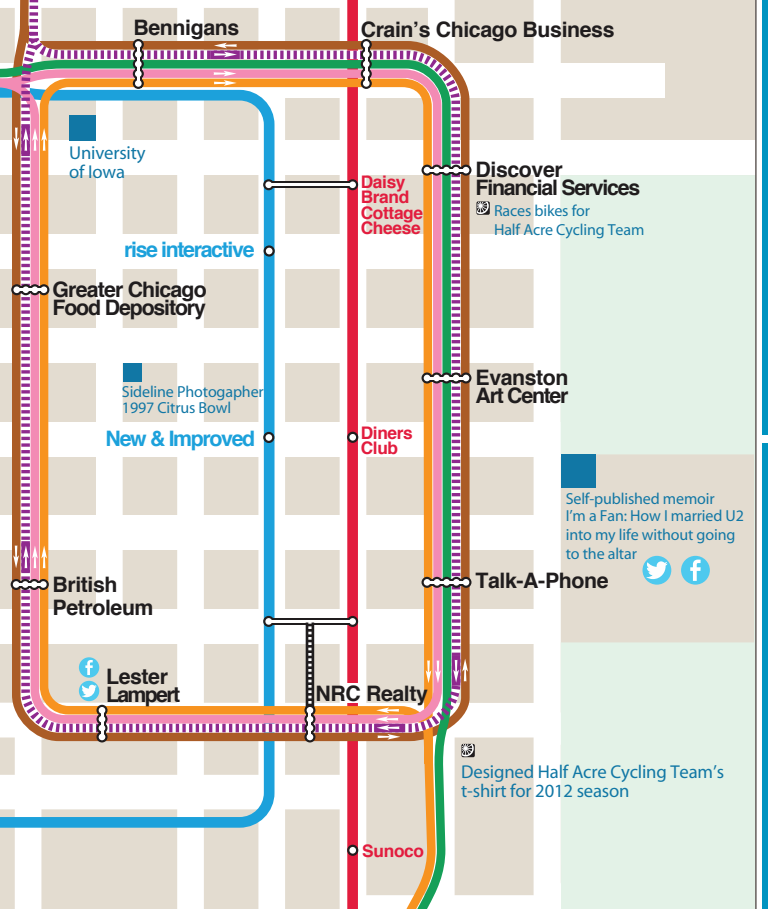 Bennigans
Crain's Chicago Business
University
of Iowa
Discover
Financial Services
Races bikes for
Half Acre Cycling Team
Daisy
Brand
Cottage
Cheese
rise interactive
Greater Chicago
Food Depository
Sideline Photogapher
1997 Citrus Bowl
Evanston
Art Center
New & Improved
Diners
Club
Self-published memoir
I'm a Fan: How I married U2
into my life without going
to the altar
British
Petroleum
Talk-A-Phone
Lester
Lampert
NRC Realty
Designed Half Acre Cycling Team's
t-shirt for 2012 season
Sunoco